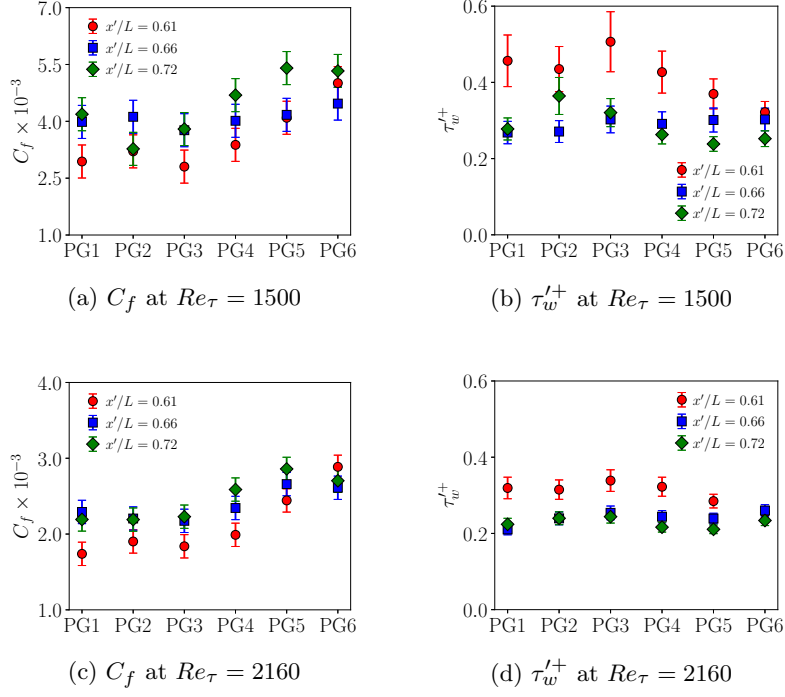 7.0
5.5
4.0
2.5
1.0
C_f × 10⁻³
x′/L = 0.61
x′/L = 0.66
x′/L = 0.72
PG1 PG2 PG3 PG4 PG5 PG6
(a) C_f at Re_τ = 1500
0.6
0.4
0.2
0.0
τ_w′⁺
x′/L = 0.61
x′/L = 0.66
x′/L = 0.72
PG1 PG2 PG3 PG4 PG5 PG6
(b) τ_w′⁺ at Re_τ = 1500
4.0
3.0
2.0
1.0
C_f × 10⁻³
x′/L = 0.61
x′/L = 0.66
x′/L = 0.72
PG1 PG2 PG3 PG4 PG5 PG6
(c) C_f at Re_τ = 2160
0.6
0.4
0.2
0.0
τ_w′⁺
x′/L = 0.61
x′/L = 0.66
x′/L = 0.72
PG1 PG2 PG3 PG4 PG5 PG6
(d) τ_w′⁺ at Re_τ = 2160